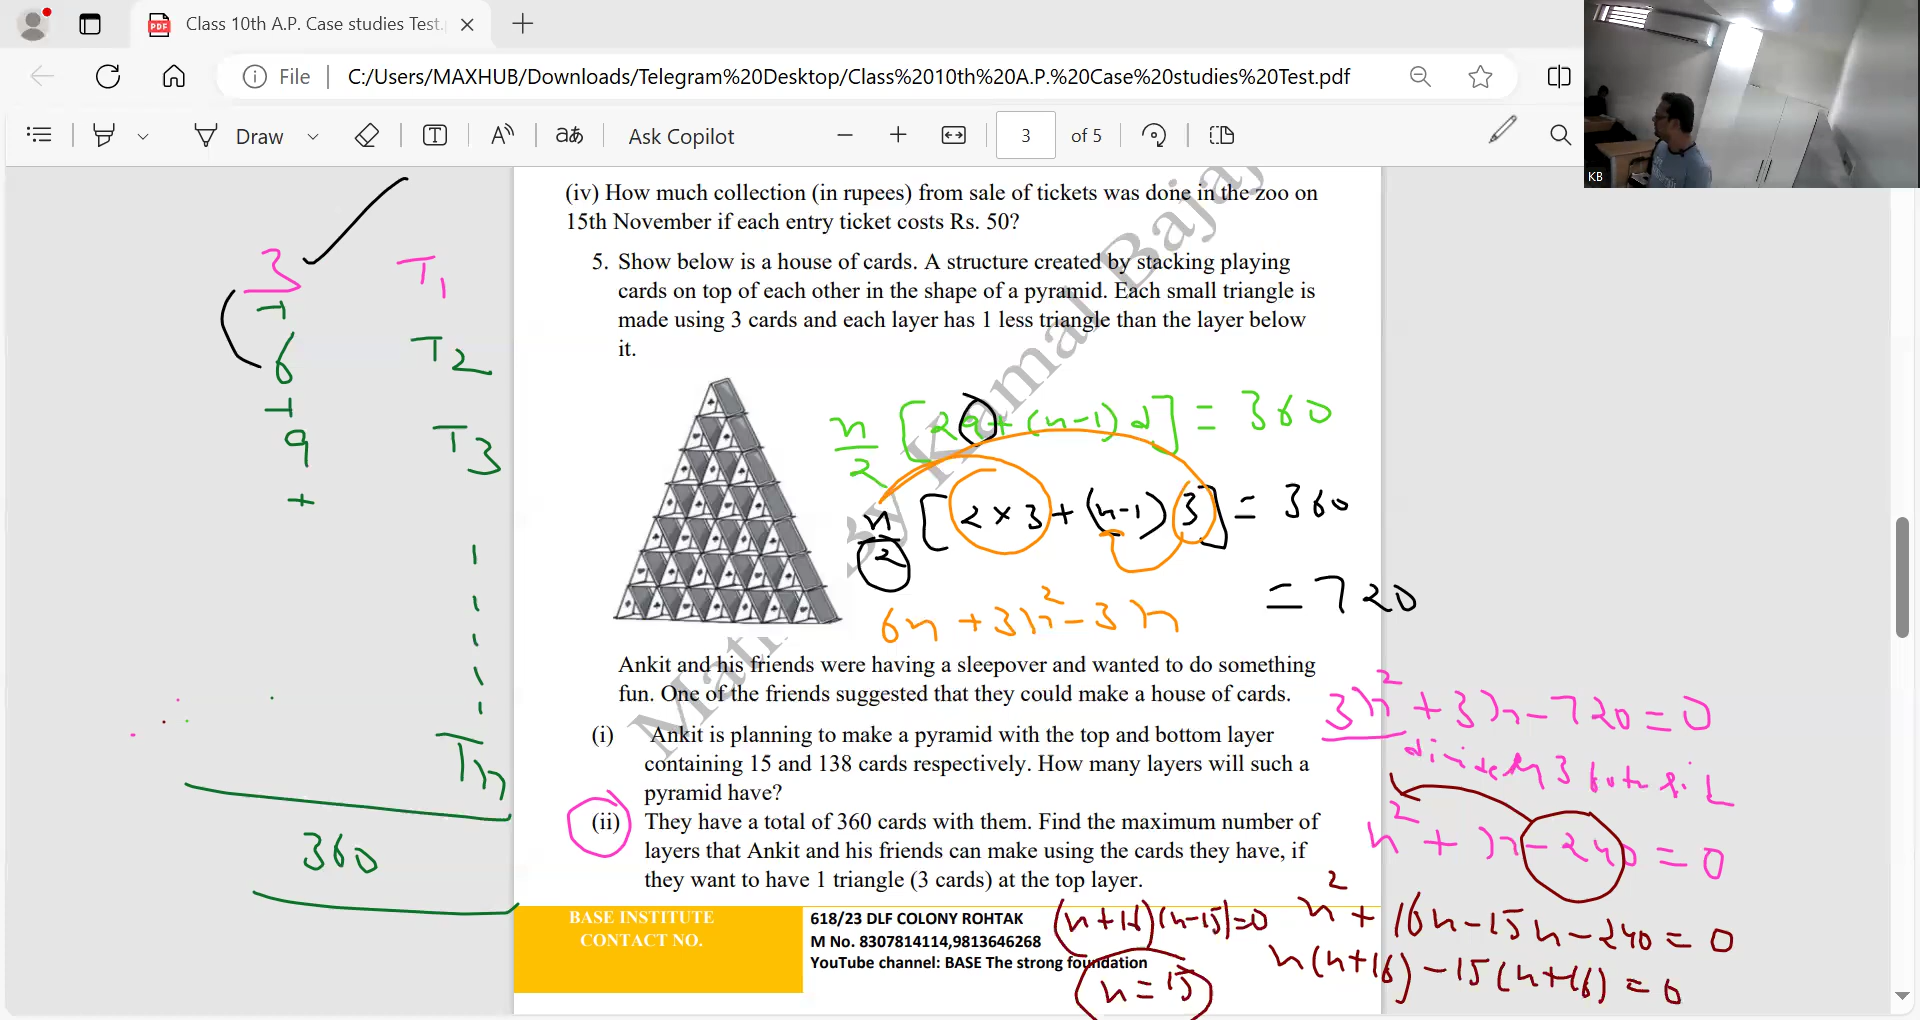 Class 10th A.P. Case studies Test.
File
C:/Users/MAXHUB/Downloads/Telegram%20Desktop/Class%2010th%20A.P.%20Case%20studies%20Test.pdf
Draw
Ask Copilot
3 of 5
KB
(iv) How much collection (in rupees) from sale of tickets was done in the zoo on
15th November if each entry ticket costs Rs. 50?
5. Show below is a house of cards. A structure created by stacking playing
cards on top of each other in the shape of a pyramid. Each small triangle is
made using 3 cards and each layer has 1 less triangle than the layer below
it.
3 T1
+
6 T2
+
9 T3
+
Tn
360
n/2 [2a+(n-1)d] = 360
n/2 [2×3+(n-1)3] = 360
= 720
6n+3n²-3n
Ankit and his friends were having a sleepover and wanted to do something
fun. One of the friends suggested that they could make a house of cards.
3n²+3n-720=0
(i) Ankit is planning to make a pyramid with the top and bottom layer
containing 15 and 138 cards respectively. How many layers will such a
pyramid have?
(ii) They have a total of 360 cards with them. Find the maximum number of
layers that Ankit and his friends can make using the cards they have, if
they want to have 1 triangle (3 cards) at the top layer.
n²+n-240=0
n²+16n-15n-240=0
n(n+16)-15(n+16)=0
(n+16)(n-15)=0
n=15
BASE INSTITUTE
CONTACT NO.
618/23 DLF COLONY ROHTAK
M No. 8307814114,9813646268
YouTube channel: BASE The strong foundation